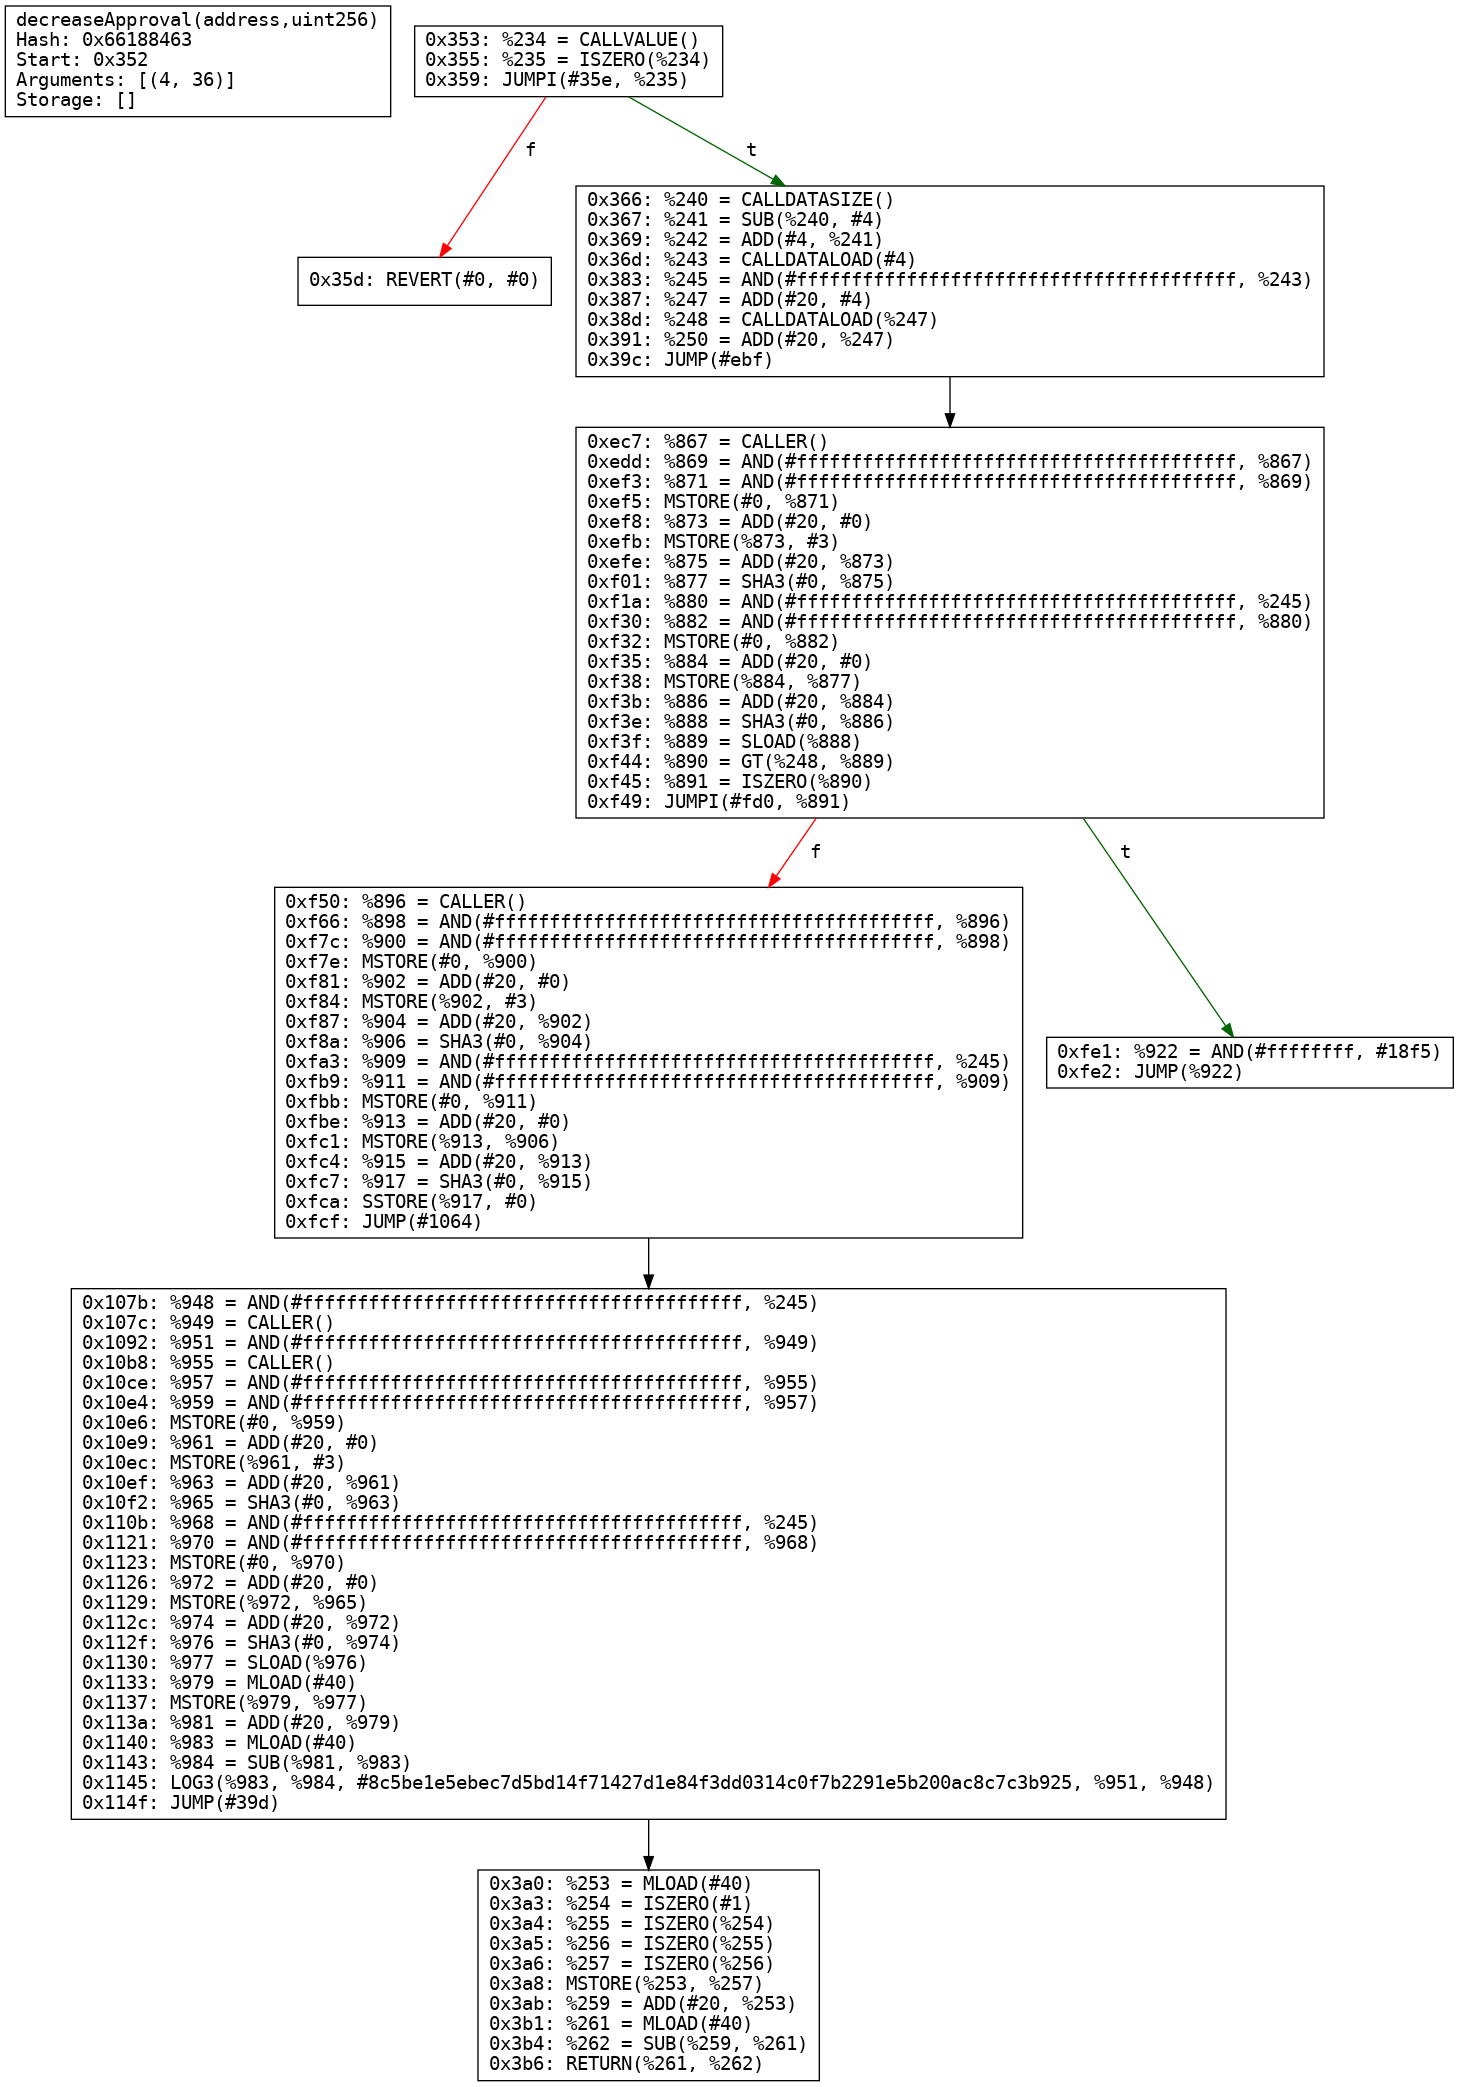 decreaseApproval(address,uint256)
Hash: 0x66188463
Start: 0x352
Arguments: [(4, 36)]
Storage: []
0x353: %234 = CALLVALUE()
0x355: %235 = ISZERO(%234)
0x359: JUMPI(#35e, %235)
f
t
0x35d: REVERT(#0, #0)
0x366: %240 = CALLDATASIZE()
0x367: %241 = SUB(%240, #4)
0x369: %242 = ADD(#4, %241)
0x36d: %243 = CALLDATALOAD(#4)
0x383: %245 = AND(#ffffffffffffffffffffffffffffffffffffffff, %243)
0x387: %247 = ADD(#20, #4)
0x38d: %248 = CALLDATALOAD(%247)
0x391: %250 = ADD(#20, %247)
0x39c: JUMP(#ebf)
0xec7: %867 = CALLER()
0xedd: %869 = AND(#ffffffffffffffffffffffffffffffffffffffff, %867)
0xef3: %871 = AND(#ffffffffffffffffffffffffffffffffffffffff, %869)
0xef5: MSTORE(#0, %871)
0xef8: %873 = ADD(#20, #0)
0xefb: MSTORE(%873, #3)
0xefe: %875 = ADD(#20, %873)
0xf01: %877 = SHA3(#0, %875)
0xf1a: %880 = AND(#ffffffffffffffffffffffffffffffffffffffff, %245)
0xf30: %882 = AND(#ffffffffffffffffffffffffffffffffffffffff, %880)
0xf32: MSTORE(#0, %882)
0xf35: %884 = ADD(#20, #0)
0xf38: MSTORE(%884, %877)
0xf3b: %886 = ADD(#20, %884)
0xf3e: %888 = SHA3(#0, %886)
0xf3f: %889 = SLOAD(%888)
0xf44: %890 = GT(%248, %889)
0xf45: %891 = ISZERO(%890)
0xf49: JUMPI(#fd0, %891)
f
t
0xf50: %896 = CALLER()
0xf66: %898 = AND(#ffffffffffffffffffffffffffffffffffffffff, %896)
0xf7c: %900 = AND(#ffffffffffffffffffffffffffffffffffffffff, %898)
0xf7e: MSTORE(#0, %900)
0xf81: %902 = ADD(#20, #0)
0xf84: MSTORE(%902, #3)
0xf87: %904 = ADD(#20, %902)
0xf8a: %906 = SHA3(#0, %904)
0xfa3: %909 = AND(#ffffffffffffffffffffffffffffffffffffffff, %245)
0xfb9: %911 = AND(#ffffffffffffffffffffffffffffffffffffffff, %909)
0xfbb: MSTORE(#0, %911)
0xfbe: %913 = ADD(#20, #0)
0xfc1: MSTORE(%913, %906)
0xfc4: %915 = ADD(#20, %913)
0xfc7: %917 = SHA3(#0, %915)
0xfca: SSTORE(%917, #0)
0xfcf: JUMP(#1064)
0xfe1: %922 = AND(#ffffffff, #18f5)
0xfe2: JUMP(%922)
0x107b: %948 = AND(#ffffffffffffffffffffffffffffffffffffffff, %245)
0x107c: %949 = CALLER()
0x1092: %951 = AND(#ffffffffffffffffffffffffffffffffffffffff, %949)
0x10b8: %955 = CALLER()
0x10ce: %957 = AND(#ffffffffffffffffffffffffffffffffffffffff, %955)
0x10e4: %959 = AND(#ffffffffffffffffffffffffffffffffffffffff, %957)
0x10e6: MSTORE(#0, %959)
0x10e9: %961 = ADD(#20, #0)
0x10ec: MSTORE(%961, #3)
0x10ef: %963 = ADD(#20, %961)
0x10f2: %965 = SHA3(#0, %963)
0x110b: %968 = AND(#ffffffffffffffffffffffffffffffffffffffff, %245)
0x1121: %970 = AND(#ffffffffffffffffffffffffffffffffffffffff, %968)
0x1123: MSTORE(#0, %970)
0x1126: %972 = ADD(#20, #0)
0x1129: MSTORE(%972, %965)
0x112c: %974 = ADD(#20, %972)
0x112f: %976 = SHA3(#0, %974)
0x1130: %977 = SLOAD(%976)
0x1133: %979 = MLOAD(#40)
0x1137: MSTORE(%979, %977)
0x113a: %981 = ADD(#20, %979)
0x1140: %983 = MLOAD(#40)
0x1143: %984 = SUB(%981, %983)
0x1145: LOG3(%983, %984, #8c5be1e5ebec7d5bd14f71427d1e84f3dd0314c0f7b2291e5b200ac8c7c3b925, %951, %948)
0x114f: JUMP(#39d)
0x3a0: %253 = MLOAD(#40)
0x3a3: %254 = ISZERO(#1)
0x3a4: %255 = ISZERO(%254)
0x3a5: %256 = ISZERO(%255)
0x3a6: %257 = ISZERO(%256)
0x3a8: MSTORE(%253, %257)
0x3ab: %259 = ADD(#20, %253)
0x3b1: %261 = MLOAD(#40)
0x3b4: %262 = SUB(%259, %261)
0x3b6: RETURN(%261, %262)